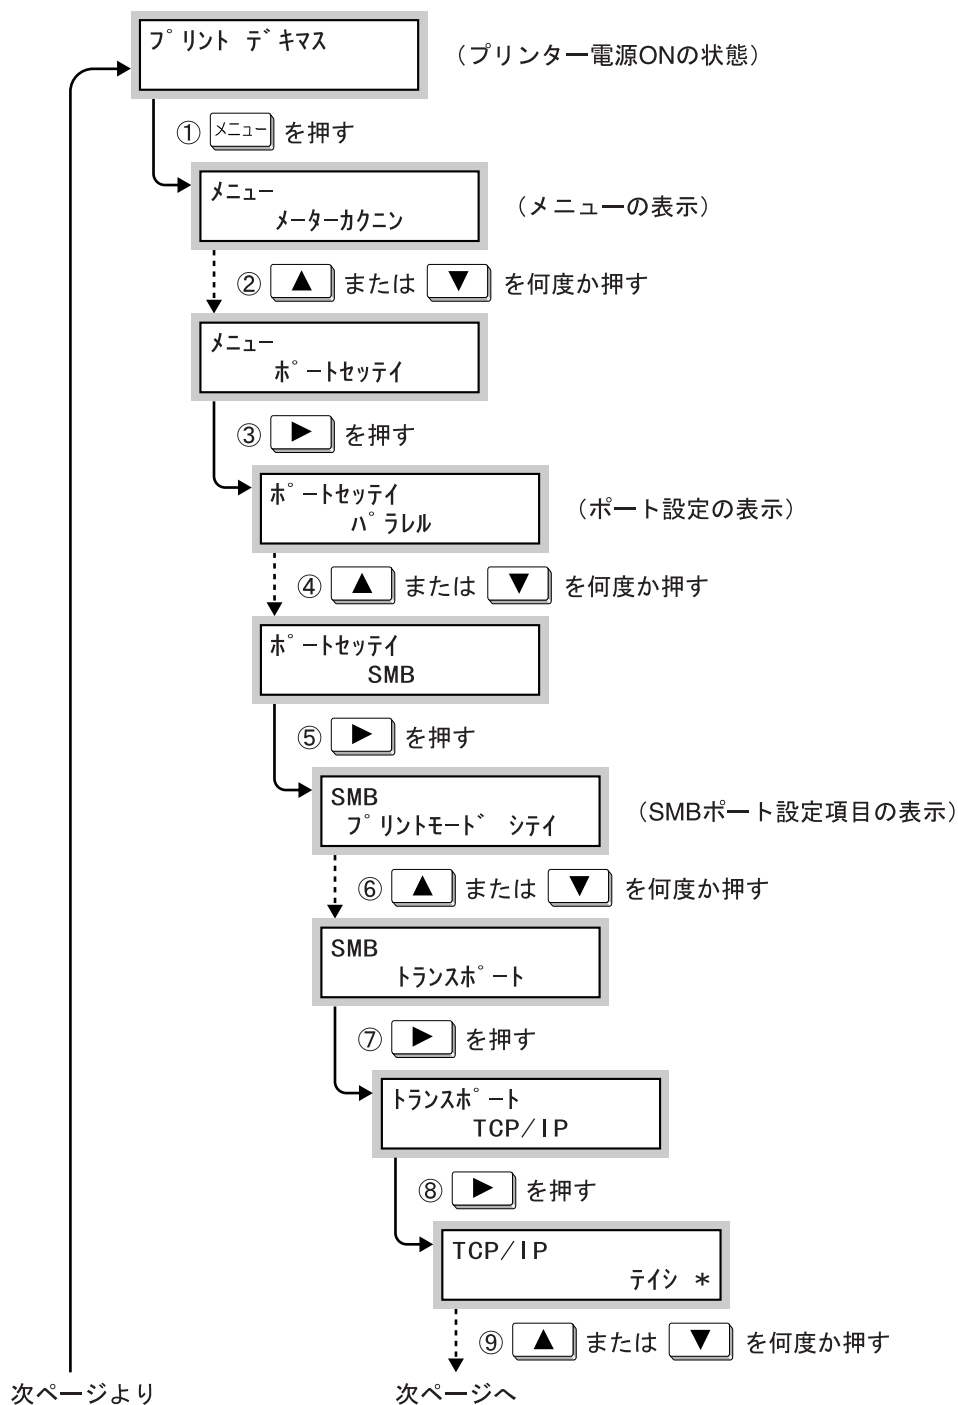 プ リント デ キマス
（プリンター電源ONの状態）
① メニュー を押す
メニュー
メーターカクニン
（メニューの表示）
② ▲ または ▼ を何度か押す
メニュー
ポ ートセッテイ
③ ▶ を押す
ポ ートセッテイ
パ ラレル
（ポート設定の表示）
④ ▲ または ▼ を何度か押す
ポ ートセッテイ
SMB
⑤ ▶ を押す
SMB
プ リントモート゛ シテイ
（SMBポート設定項目の表示）
⑥ ▲ または ▼ を何度か押す
SMB
トランスポ ート
⑦ ▶ を押す
トランスポ ート
TCP/IP
⑧ ▶ を押す
TCP/IP
テイシ *
⑨ ▲ または ▼ を何度か押す
次ページより
次ページへ